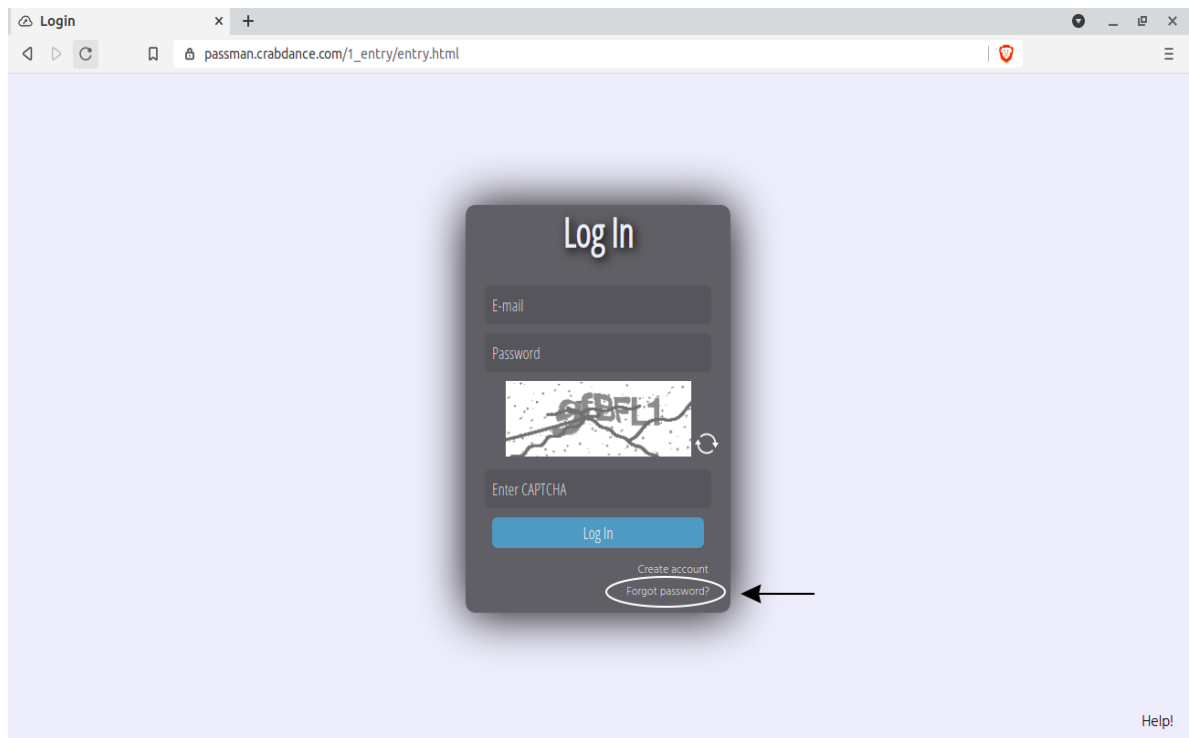 Login
passman.crabdance.com/1_entry/entry.html
Log In
E-mail
Password
Enter CAPTCHA
Log In
Create account
Forgot password?
Help!